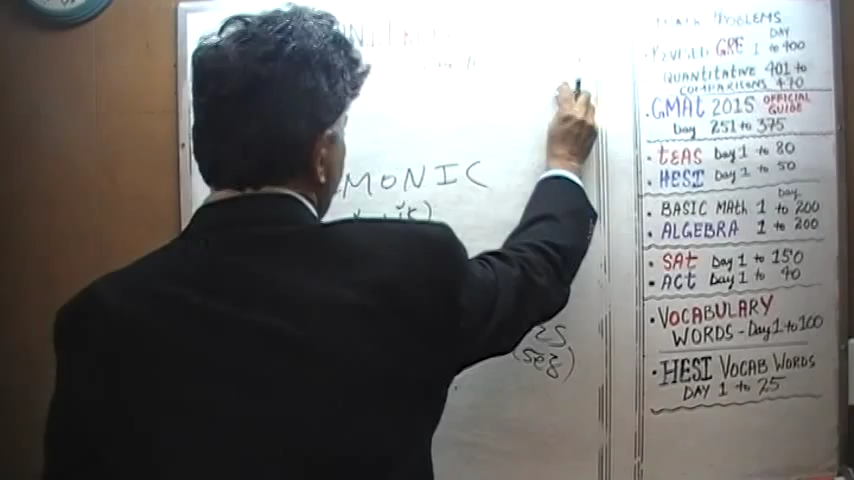 MONIC
(sez)
PROBLEMS
DAY
REVISED GRE 1 to 400
QUANTITATIVE 401 to
COMPARISONS 470
GMAt 2015 OFFICIAL GUIDE
Day 251 to 375
• tEAS Day 1 to 80
• HESI Day 1 to 50
Day
• BASIC Math 1 to 200
• ALGEBRA 1 to 200
• SAt Day 1 to 150
• ACt Day 1 to 40
• VOCABULARY
WORDS - Day 1 to 100
• HESI VOCAB WORDS
DAY 1 to 25